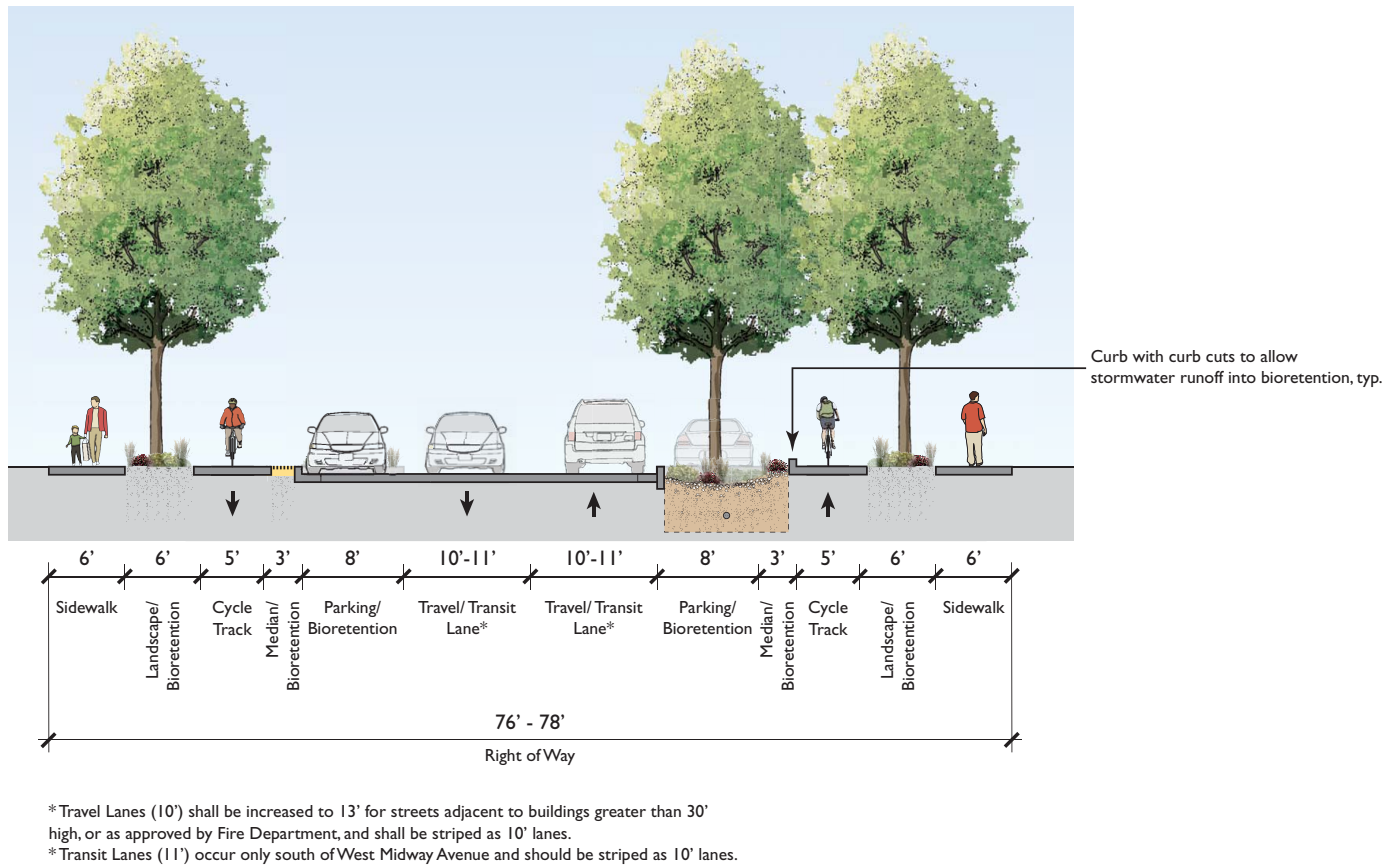 Curb with curb cuts to allow
stormwater runoff into bioretention, typ.
6’ 6’ 5’ 3’ 8’ 10’-11’ 10’-11’ 8’ 3’ 5’ 6’ 6’
Sidewalk
Landscape/
Bioretention
Cycle
Track
Median/
Bioretention
Parking/
Bioretention
Travel/ Transit
Lane*
Travel/ Transit
Lane*
Parking/
Bioretention
Median/
Bioretention
Cycle
Track
Landscape/
Bioretention
Sidewalk
76’ - 78’
Right of Way
* Travel Lanes (10’) shall be increased to 13’ for streets adjacent to buildings greater than 30’
high, or as approved by Fire Department, and shall be striped as 10’ lanes.
* Transit Lanes (11’) occur only south of West Midway Avenue and should be striped as 10’ lanes.